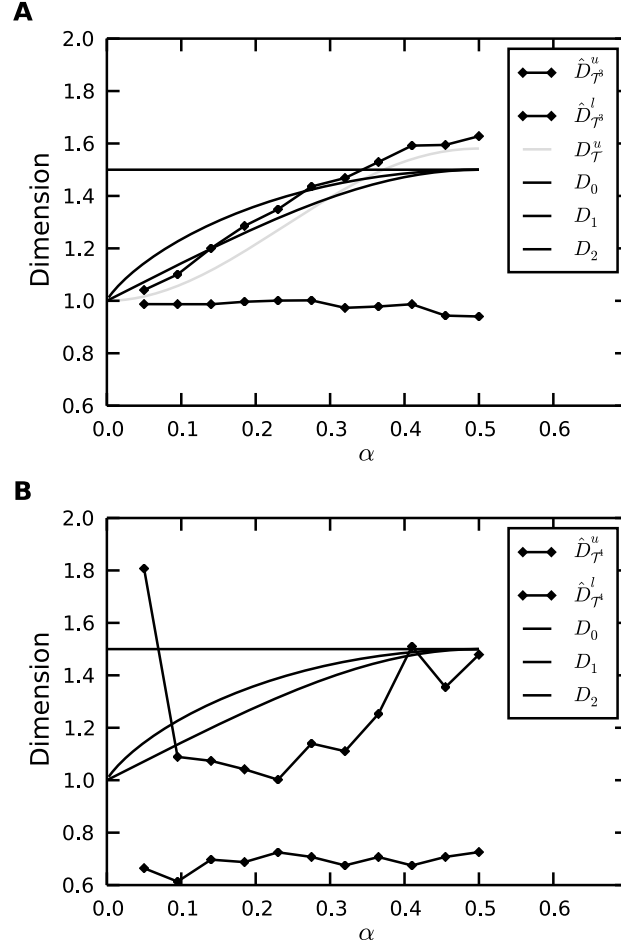 A
2.0
1.8
1.6
1.4
1.2
1.0
0.8
0.6
Dimension
0.0 0.1 0.2 0.3 0.4 0.5 0.6
α
D̂ᵘ_𝒯³
D̂ˡ_𝒯³
Dᵘ_𝒯
D₀
D₁
D₂
B
2.0
1.8
1.6
1.4
1.2
1.0
0.8
0.6
Dimension
0.0 0.1 0.2 0.3 0.4 0.5 0.6
α
D̂ᵘ_𝒯⁴
D̂ˡ_𝒯⁴
D₀
D₁
D₂